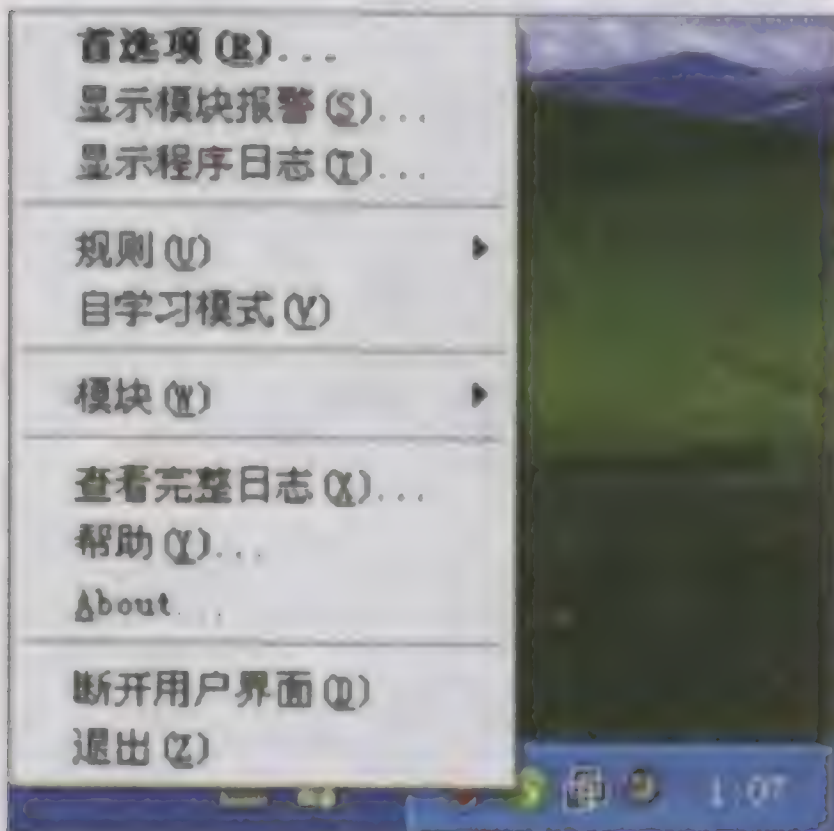 首选项(R)...
显示模块报警(S)...
显示程序日志(T)...
规则(U)
自学习模式(V)
模块(W)
查看完整日志(X)...
帮助(Y)...
About...
断开用户界面(Q)
退出(Z)
1:07